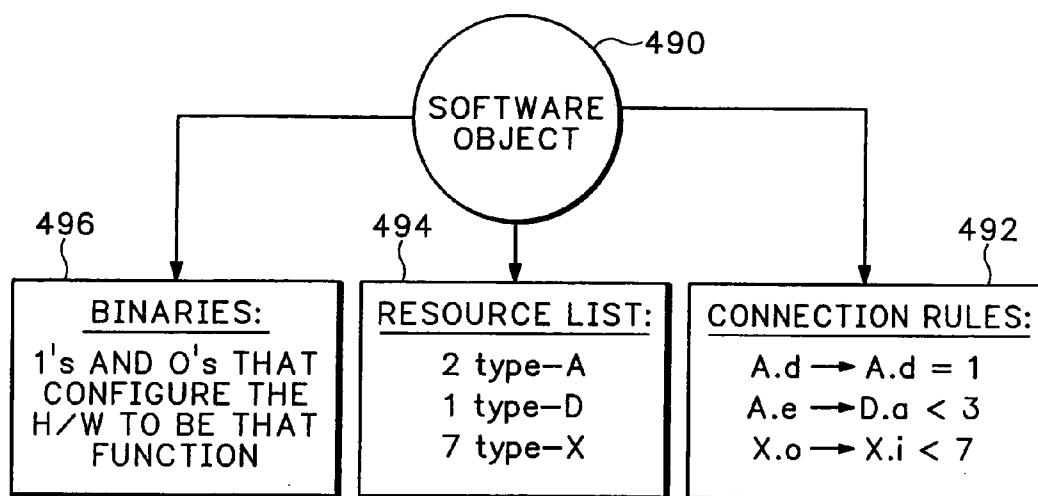 490
SOFTWARE
OBJECT
496
BINARIES:
1's AND 0's THAT
CONFIGURE THE
H/W TO BE THAT
FUNCTION
494
RESOURCE LIST:
2 type-A
1 type-D
7 type-X
492
CONNECTION RULES:
A.d → A.d = 1
A.e → D.a < 3
X.o → X.i < 7